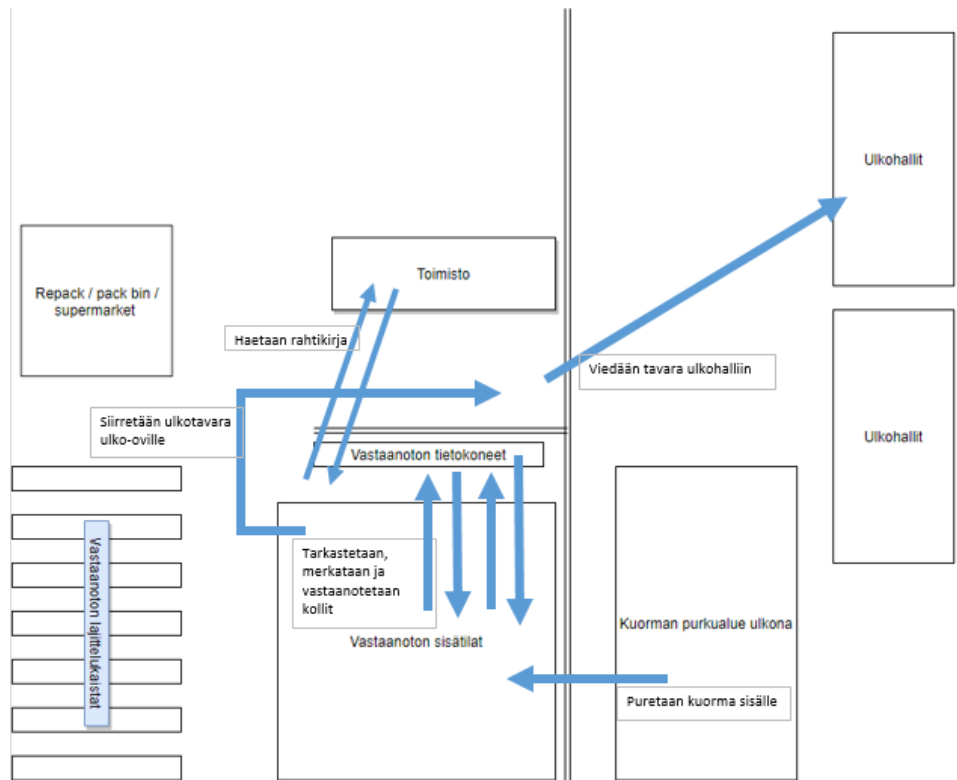 Ulkohallit
Repack / pack bin /
supermarket
Toimisto
Haetaan rahtikirja
Viedään tavara ulkohalliin
Siirretään ulkotavara
ulko-oville
Ulkohallit
Vastaanoton tietokoneet
Vastaanoton lajittelukaistat
Tarkastetaan,
merkataan ja
vastaanotetaan
kollit
Vastaanoton sisätilat
Kuorman purkualue ulkona
Puretaan kuorma sisälle